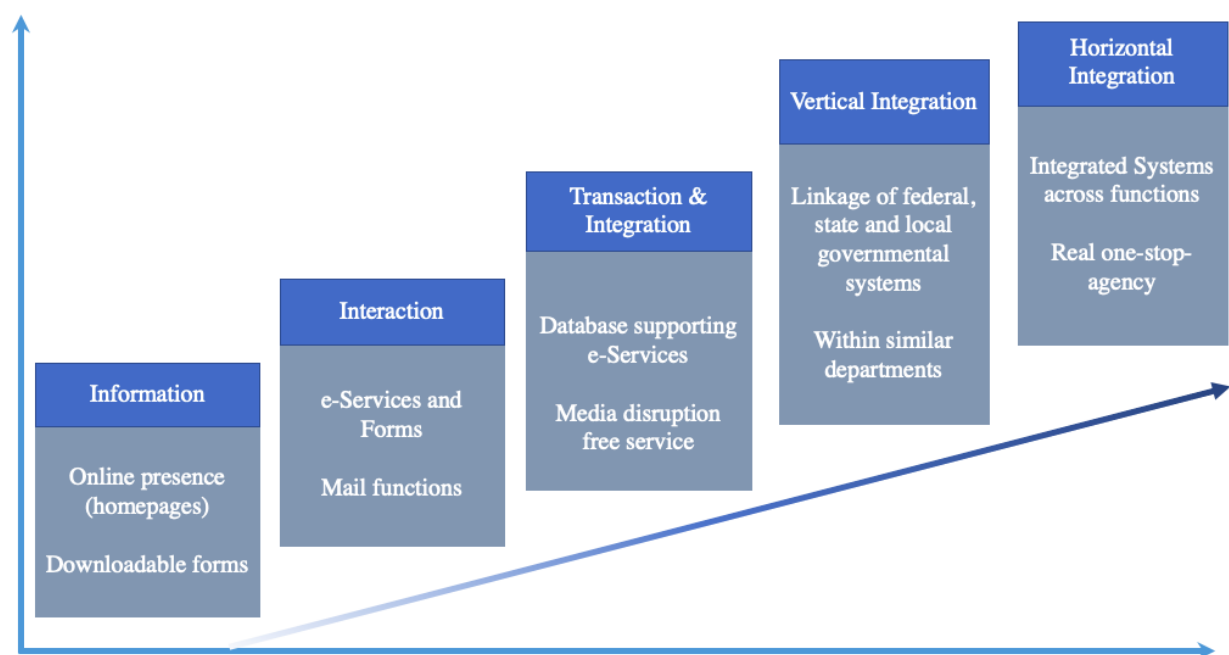 Information
Online presence
(homepages)
Downloadable forms
Interaction
e-Services and
Forms
Mail functions
Transaction &
Integration
Database supporting
e-Services
Media disruption
free service
Vertical Integration
Linkage of federal,
state and local
governmental
systems
Within similar
departments
Horizontal
Integration
Integrated Systems
across functions
Real one-stop-
agency